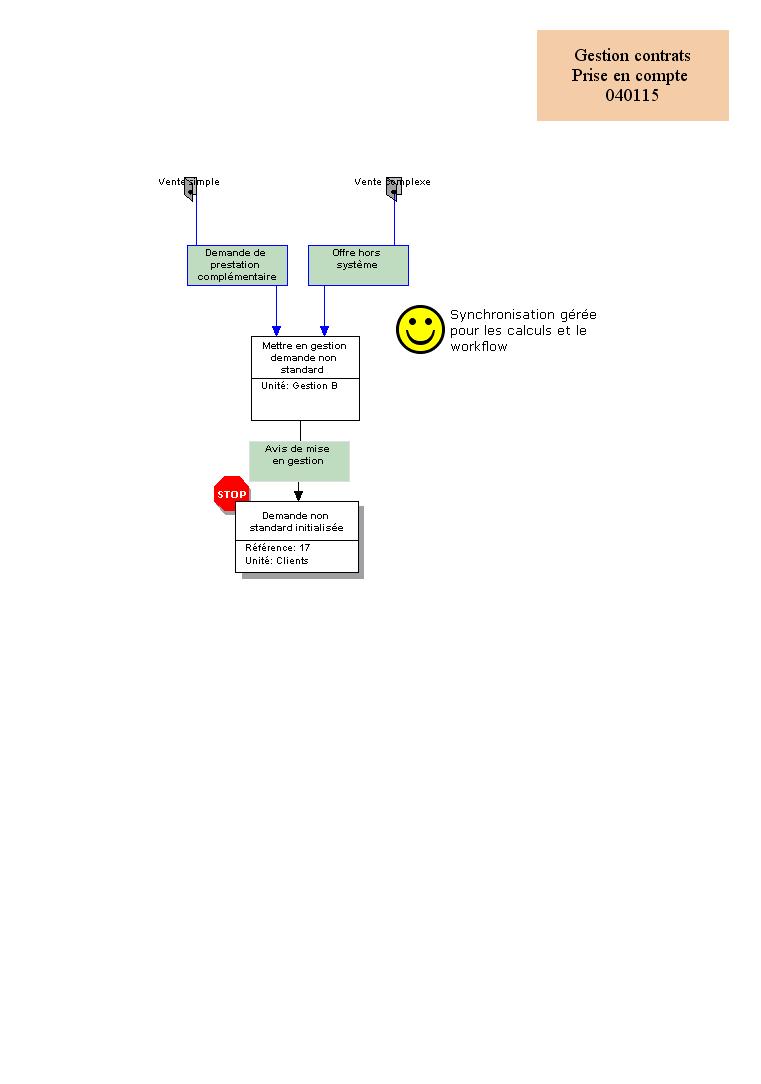 Gestion contrats
Prise en compte
040115
Vente simple
Vente complexe
Demande de
prestation
complémentaire
Offre hors
système
Synchronisation gérée
pour les calculs et le
workflow
Mettre en gestion
demande non
standard
Unité: Gestion B
Avis de mise
en gestion
STOP
Demande non
standard initialisée
Référence: 17
Unité: Clients